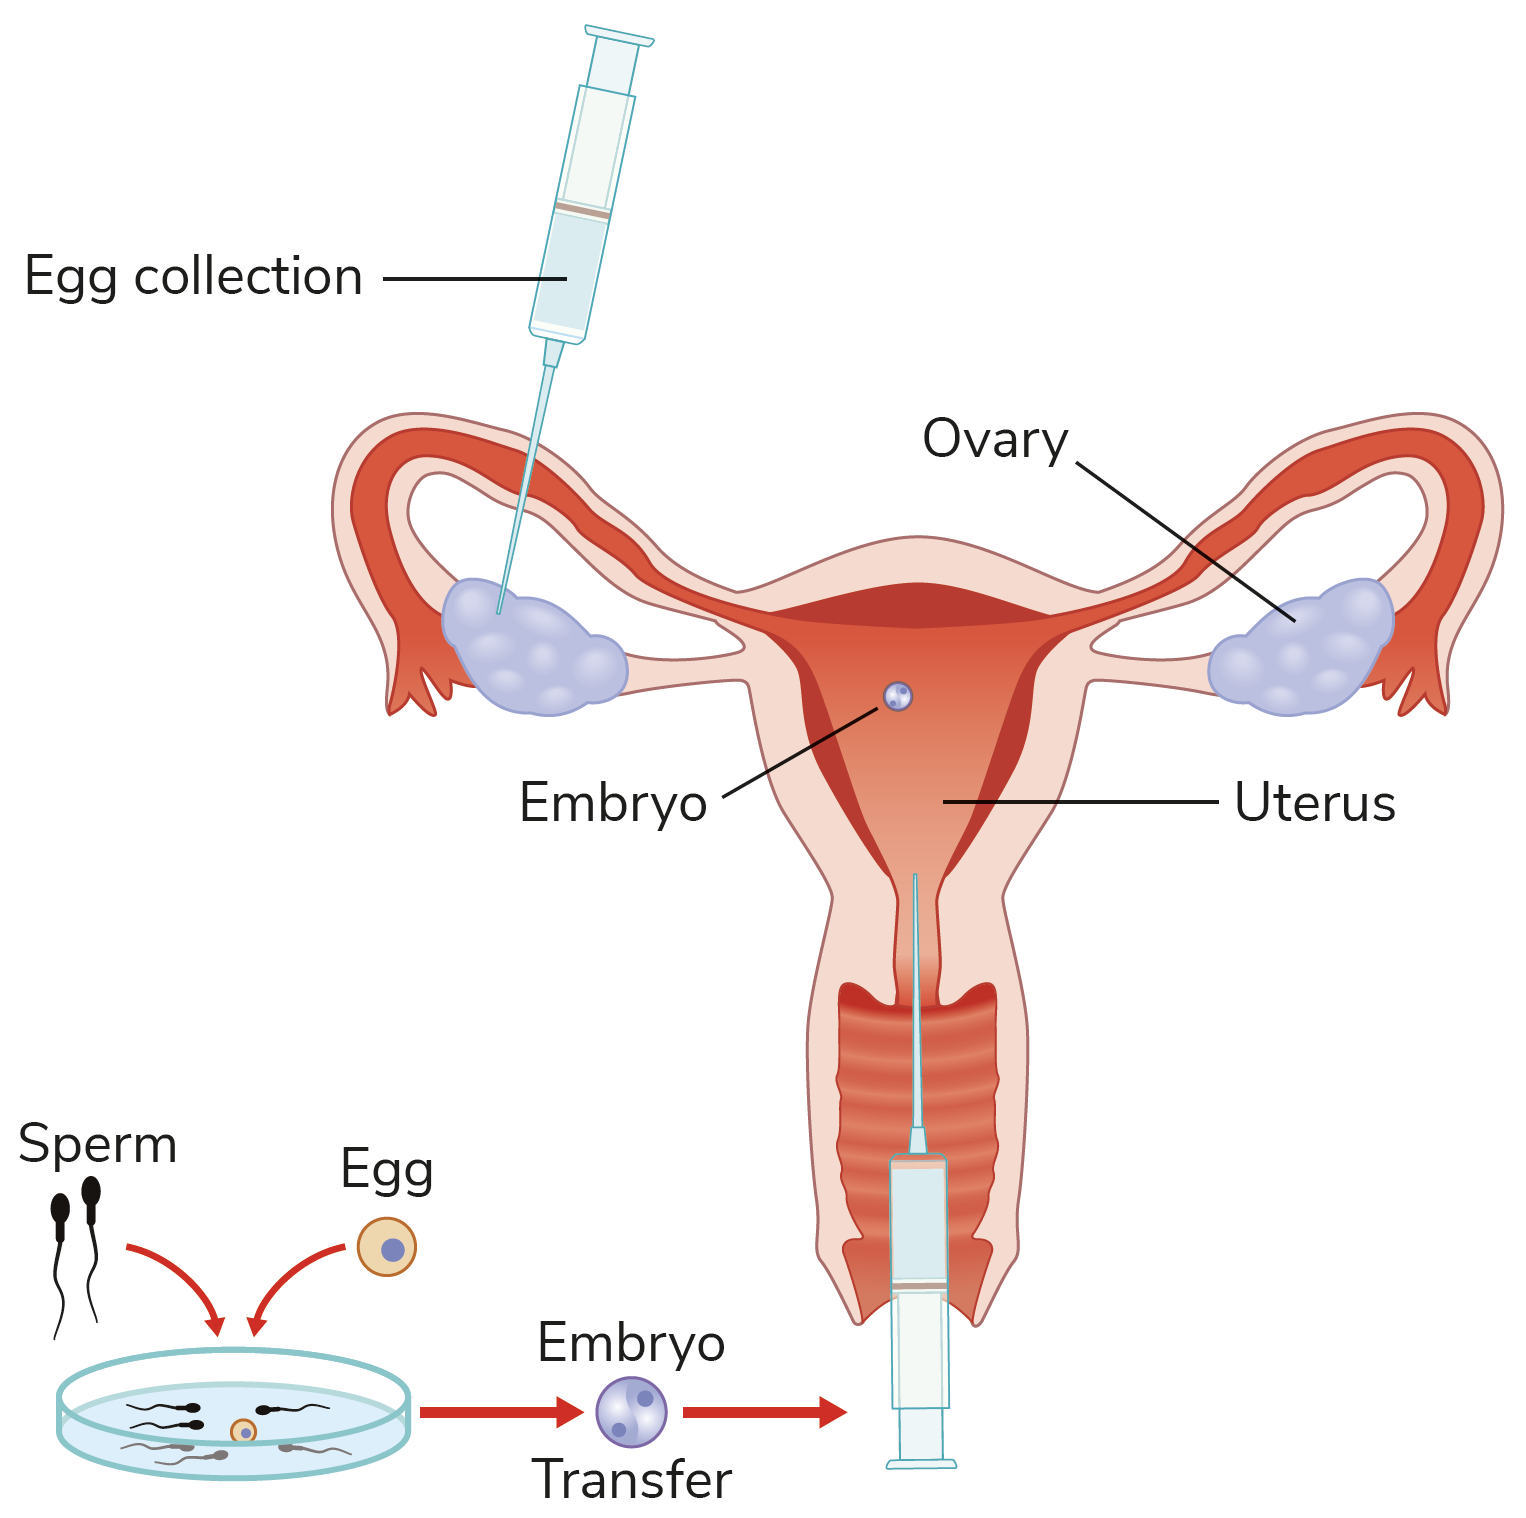 Egg collection
Ovary
Embryo
Uterus
Sperm
Egg
Embryo
Transfer